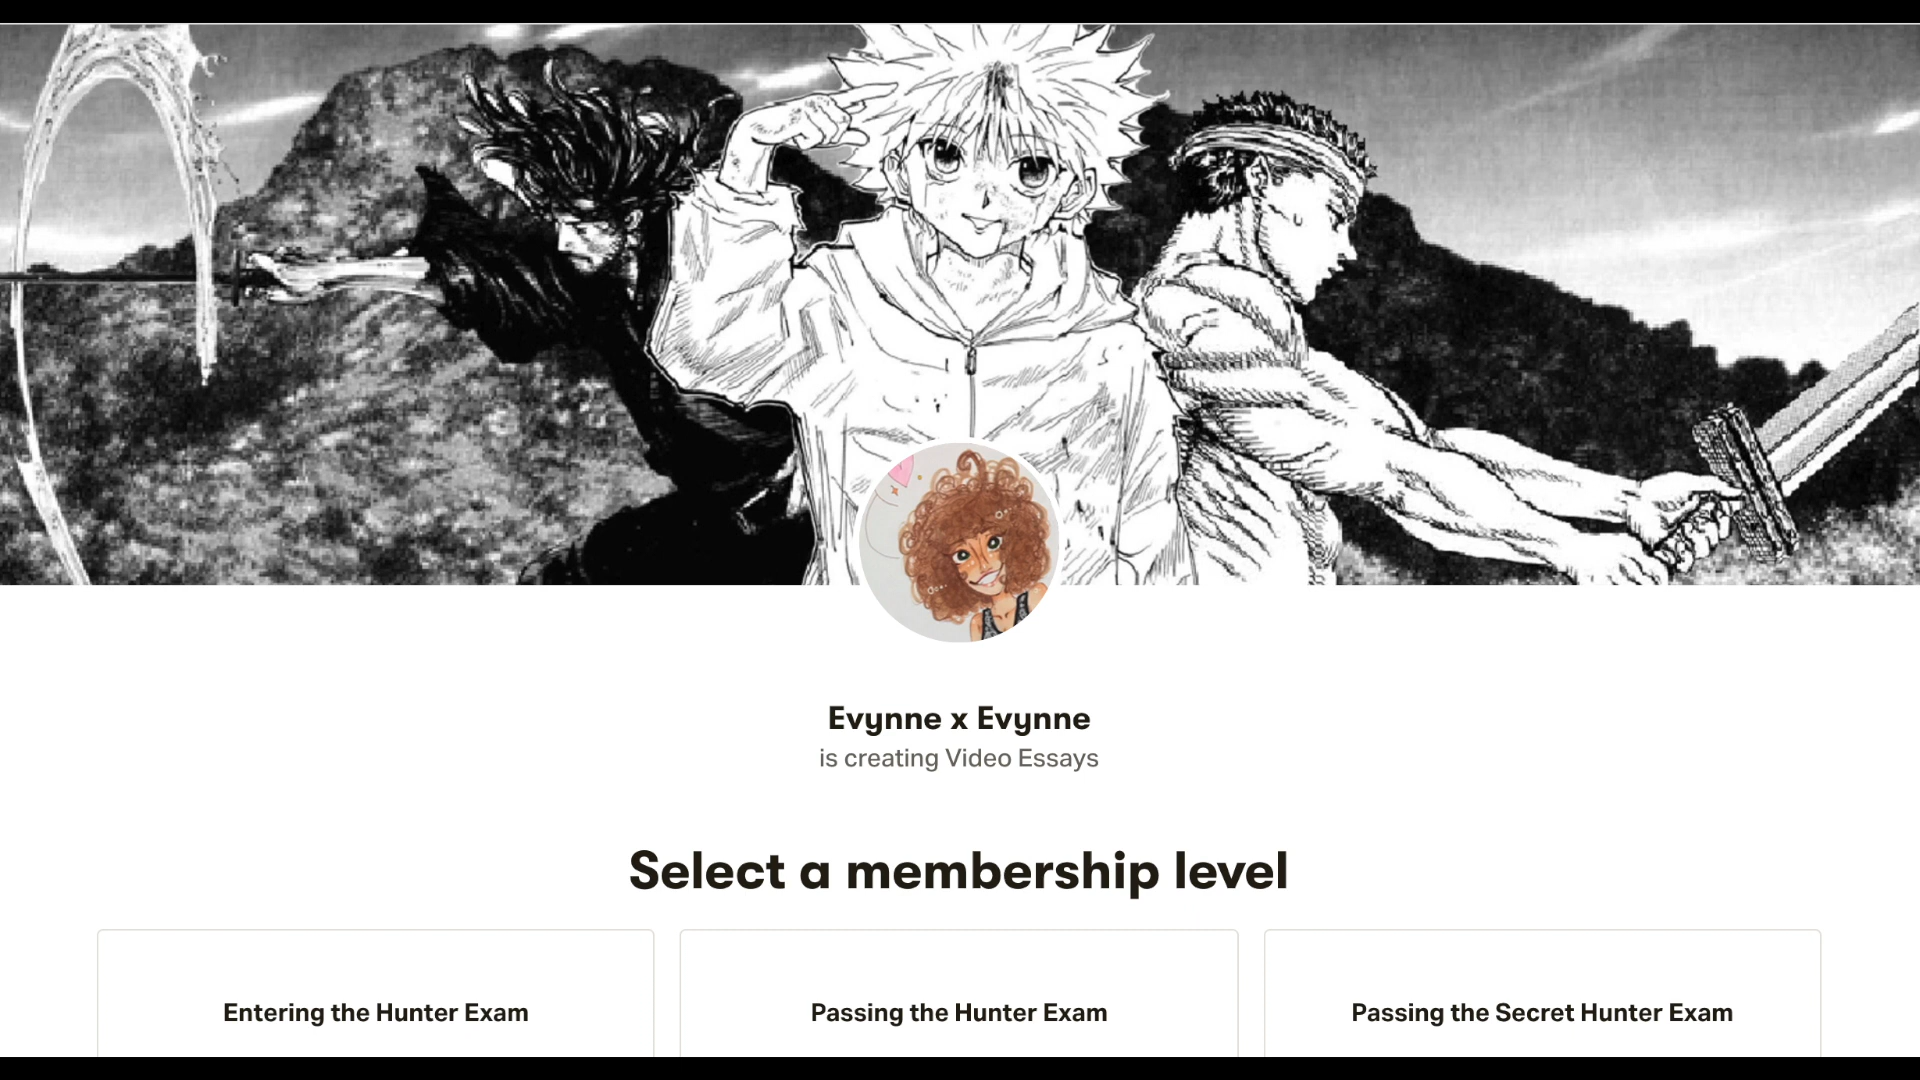 Evynne x Evynne
is creating Video Essays
Select a membership level
Entering the Hunter Exam
Passing the Hunter Exam
Passing the Secret Hunter Exam